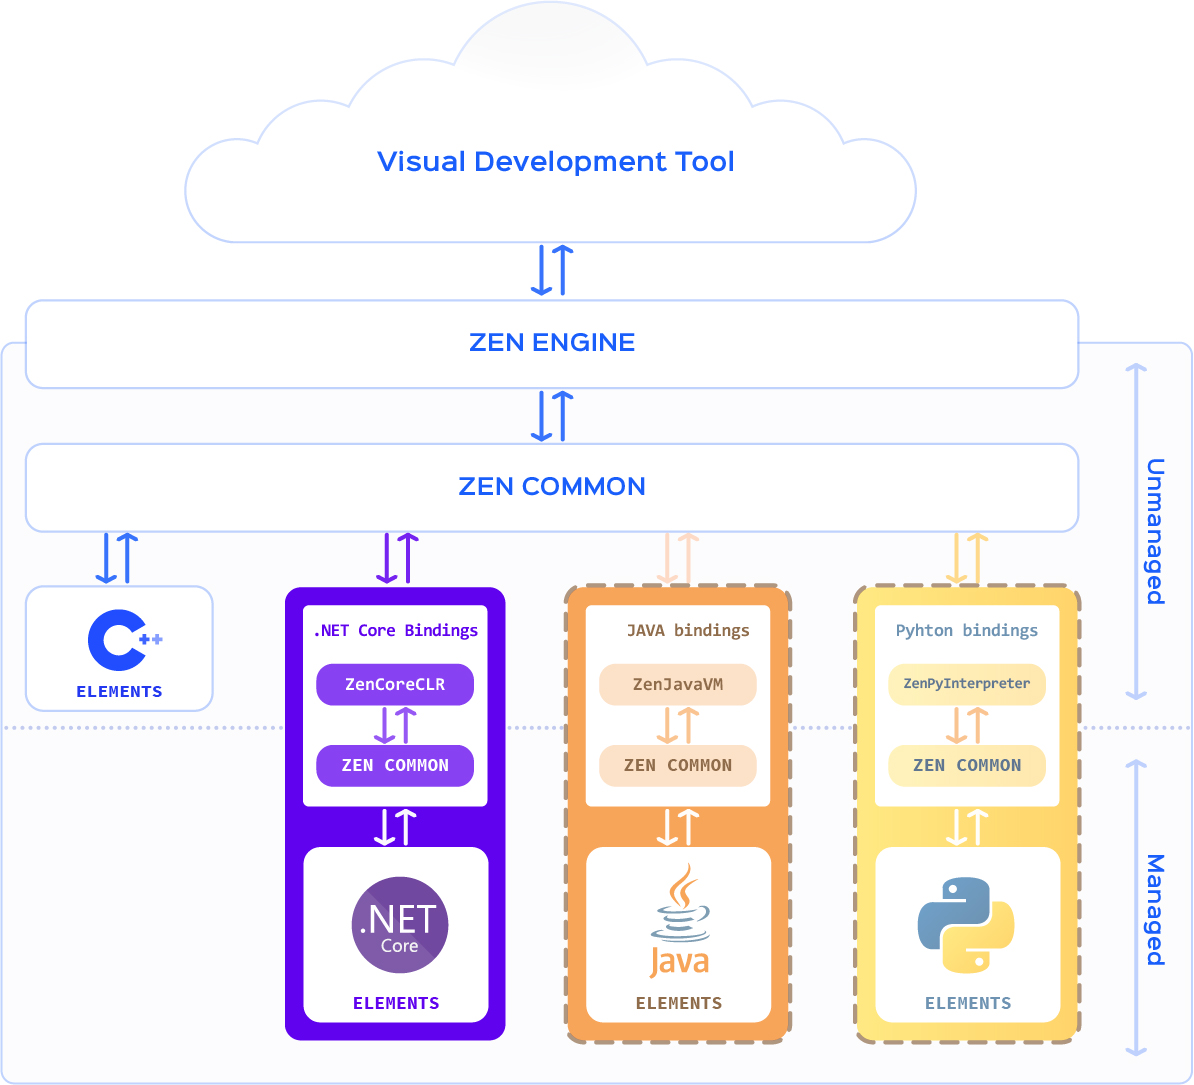 Visual Development Tool
ZEN ENGINE
ZEN COMMON
Unmanaged
++
ELEMENTS
.NET Core Bindings
ZenCoreCLR
ZEN COMMON
.NET
Core
ELEMENTS
JAVA bindings
ZenJavaVM
ZEN COMMON
Java
ELEMENTS
Pyhton bindings
ZenPyInterpreter
ZEN COMMON
ELEMENTS
Managed